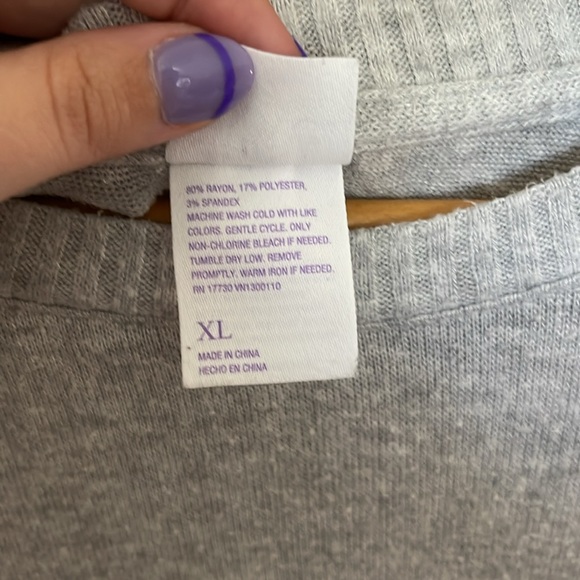 80% RAYON, 17% POLYESTER,
3% SPANDEX
MACHINE WASH COLD WITH LIKE
COLORS. GENTLE CYCLE. ONLY
NON-CHLORINE BLEACH IF NEEDED.
TUMBLE DRY LOW. REMOVE
PROMPTLY. WARM IRON IF NEEDED.
RN 17730 VN1300110
XL
MADE IN CHINA
HECHO EN CHINA